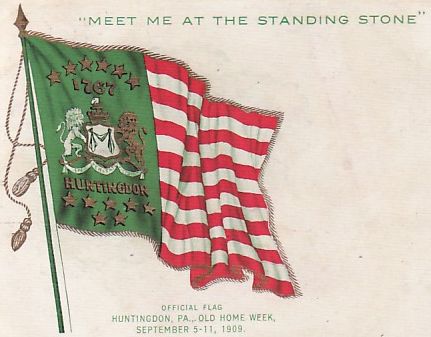 "MEET ME AT THE STANDING STONE"
1767
HUNTINGDON
OFFICIAL FLAG
HUNTINGDON, PA., OLD HOME WEEK,
SEPTEMBER 5-11, 1909.